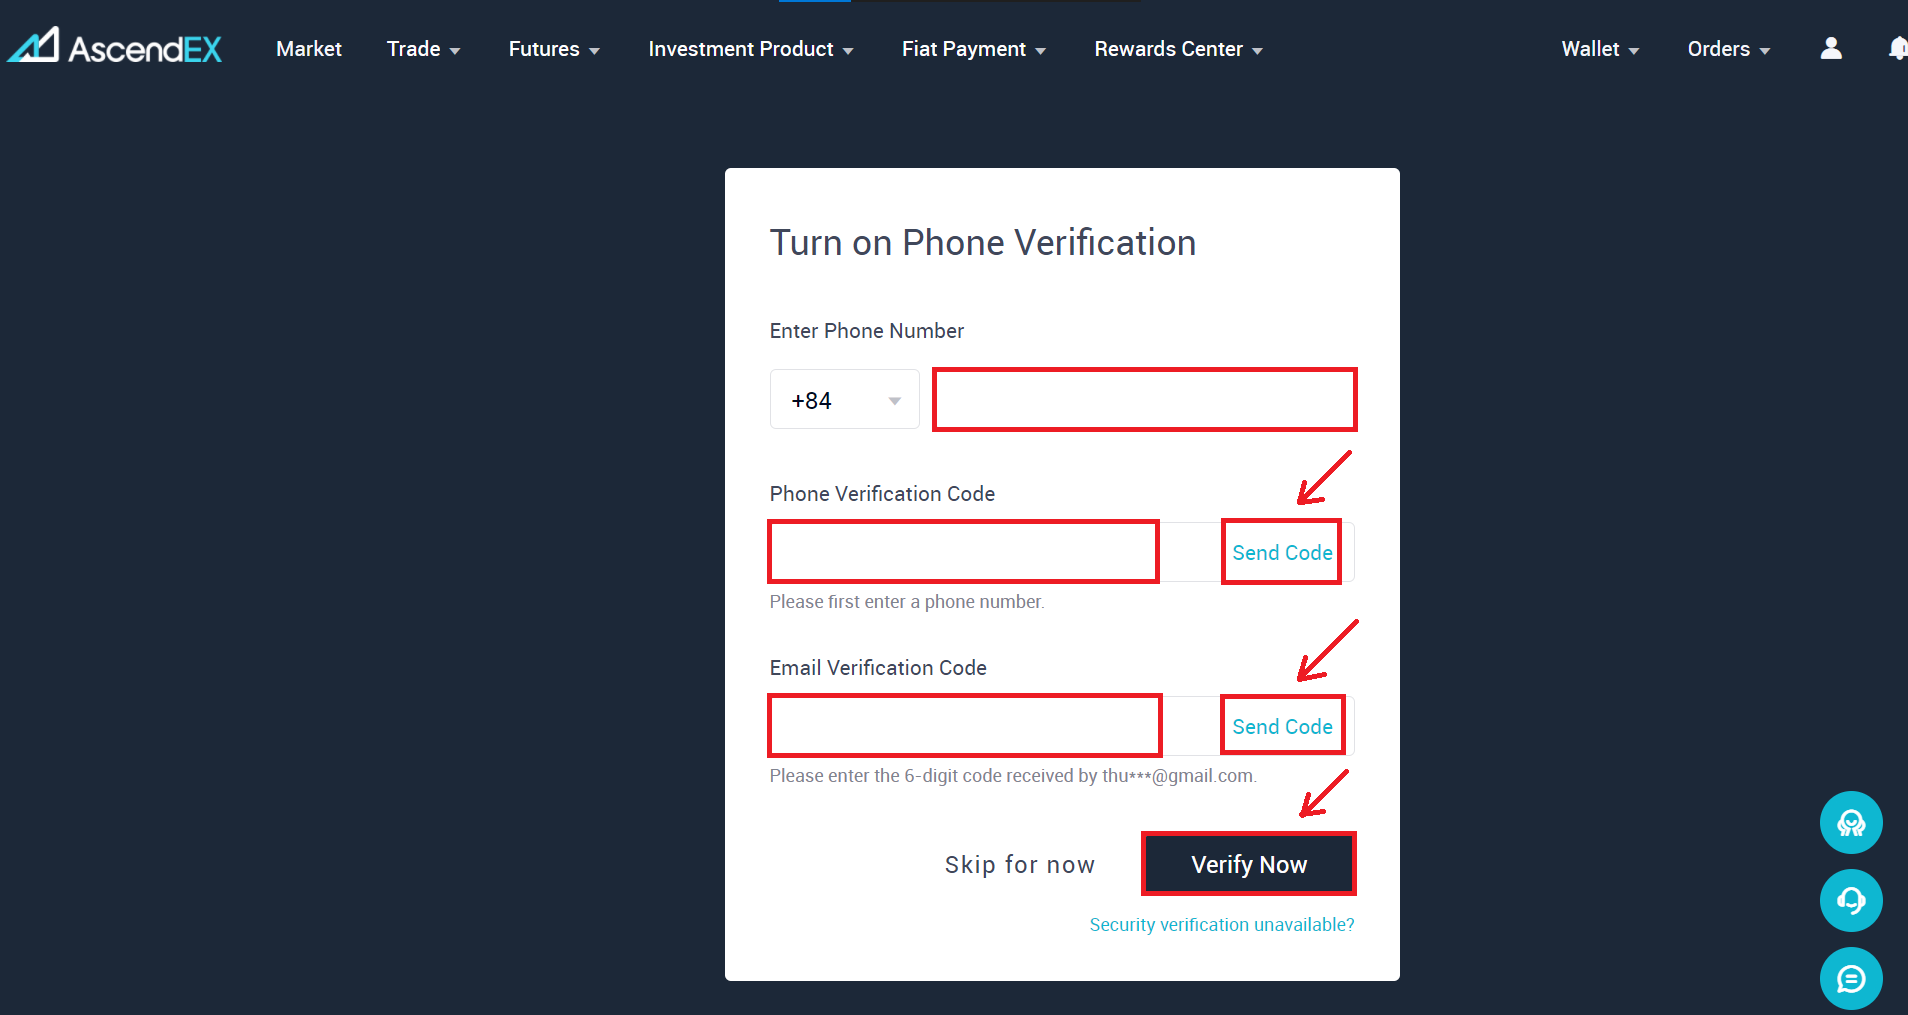 AscendEX Market Trade Futures Investment Product Fiat Payment Rewards Center Wallet Orders
Turn on Phone Verification
Enter Phone Number
+84
Phone Verification Code
Send Code
Please first enter a phone number.
Email Verification Code
Send Code
Please enter the 6-digit code received by thu***@gmail.com.
Skip for now Verify Now
Security verification unavailable?